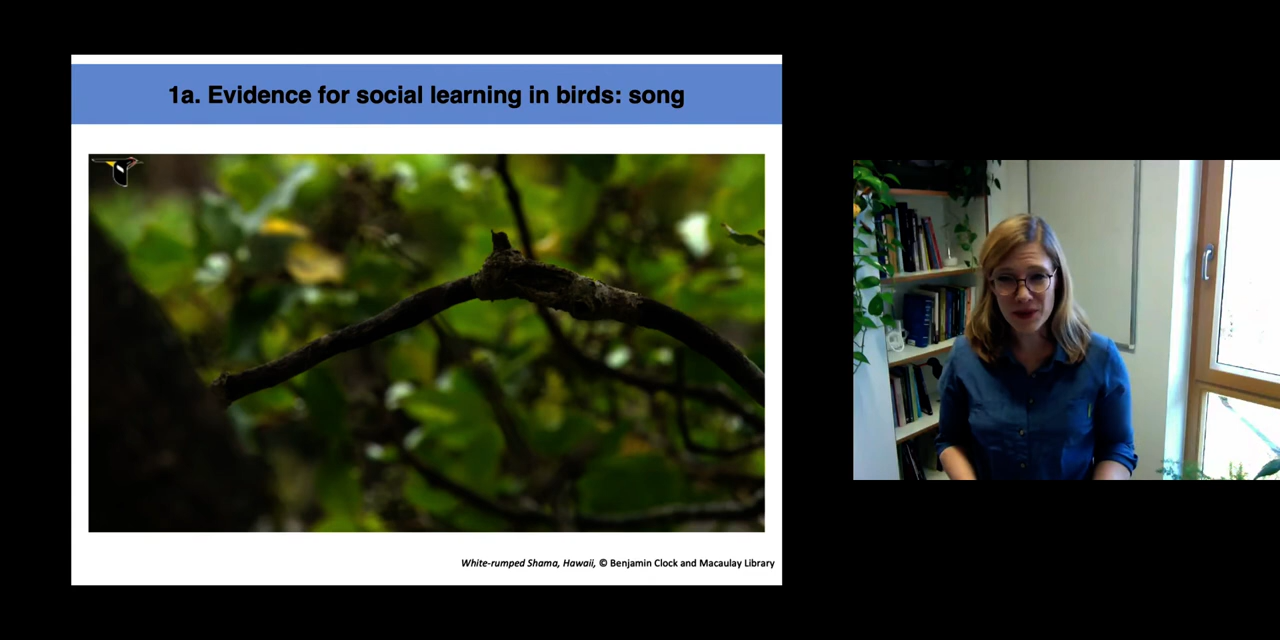 1a. Evidence for social learning in birds: song
White-rumped Shama, Hawaii, © Benjamin Clock and Macaulay Library